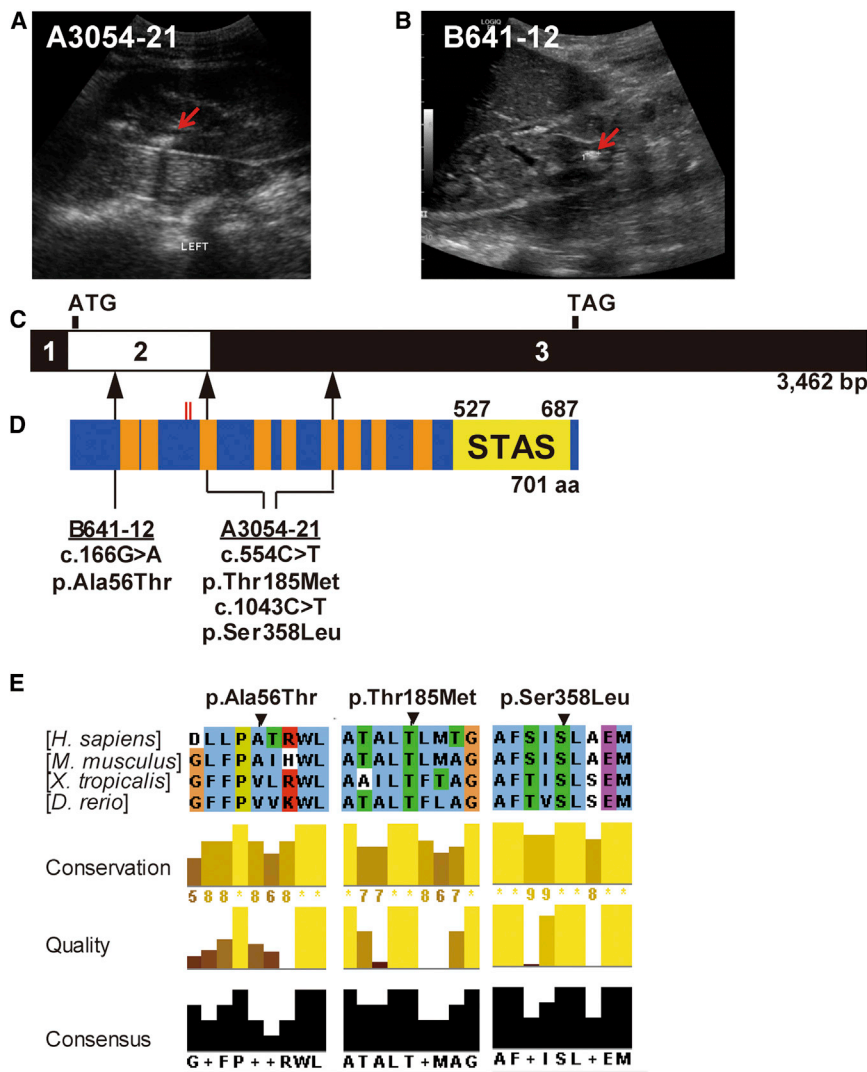 A
A3054-21
LEFT
B
LOGIQ
B641-12
1
C
ATG
TAG
1
2
3
3,462 bp
D
527
687
STAS
701 aa
B641-12
c.166G>A
p.Ala56Thr
A3054-21
c.554C>T
p.Thr185Met
c.1043C>T
p.Ser358Leu
E
p.Ala56Thr p.Thr185Met p.Ser358Leu
[H. sapiens] DLLPATRWL ATALTLMTG AFSISLAEM
[M. musculus] GLFPAIHWL ATALTLMAG AFSISLSEM
[X. tropicalis] GFFPVLRWL AAILTFTAG AFTISLSEM
[D. rerio] GFFPVVKWL ATALTFLAG AFTVSLSEM
Conservation
588*868** *77**867* **99**8**
Quality
Consensus
G+FP++RWL ATALT+MAG AF+ISL+EM